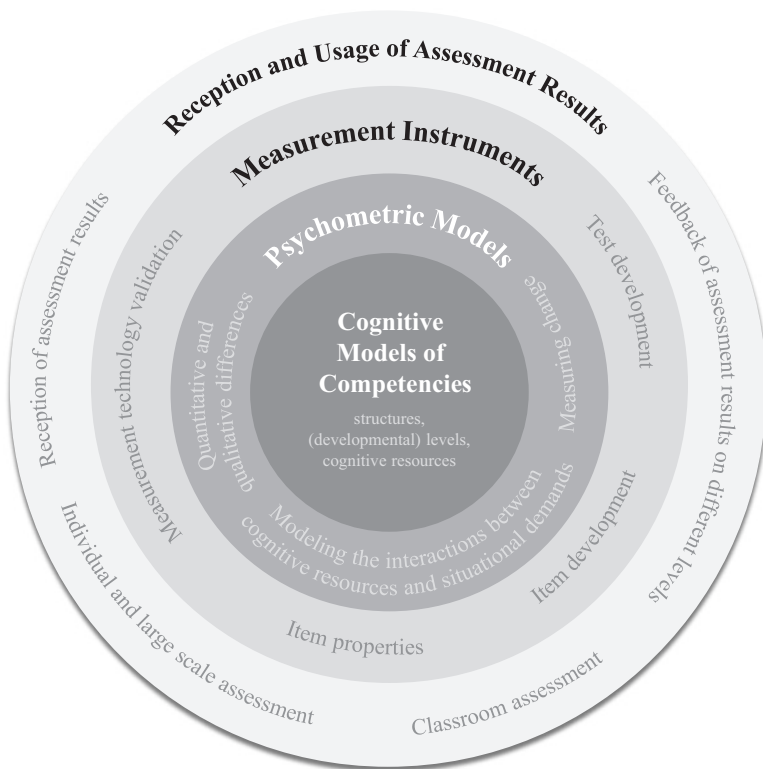 Reception and Usage of Assessment Results
Feedback of assessment results on different levels
Classroom assessment
Individual and large scale assessment
Reception of assessment results
Measurement Instruments
Test development
Item development
Item properties
Measurement technology validation
Psychometric Models
Measuring change
Modeling the interactions between
cognitive resources and situational demands
Quantitative and
qualitative differences
Cognitive
Models of
Competencies
structures,
(developmental) levels,
cognitive resources